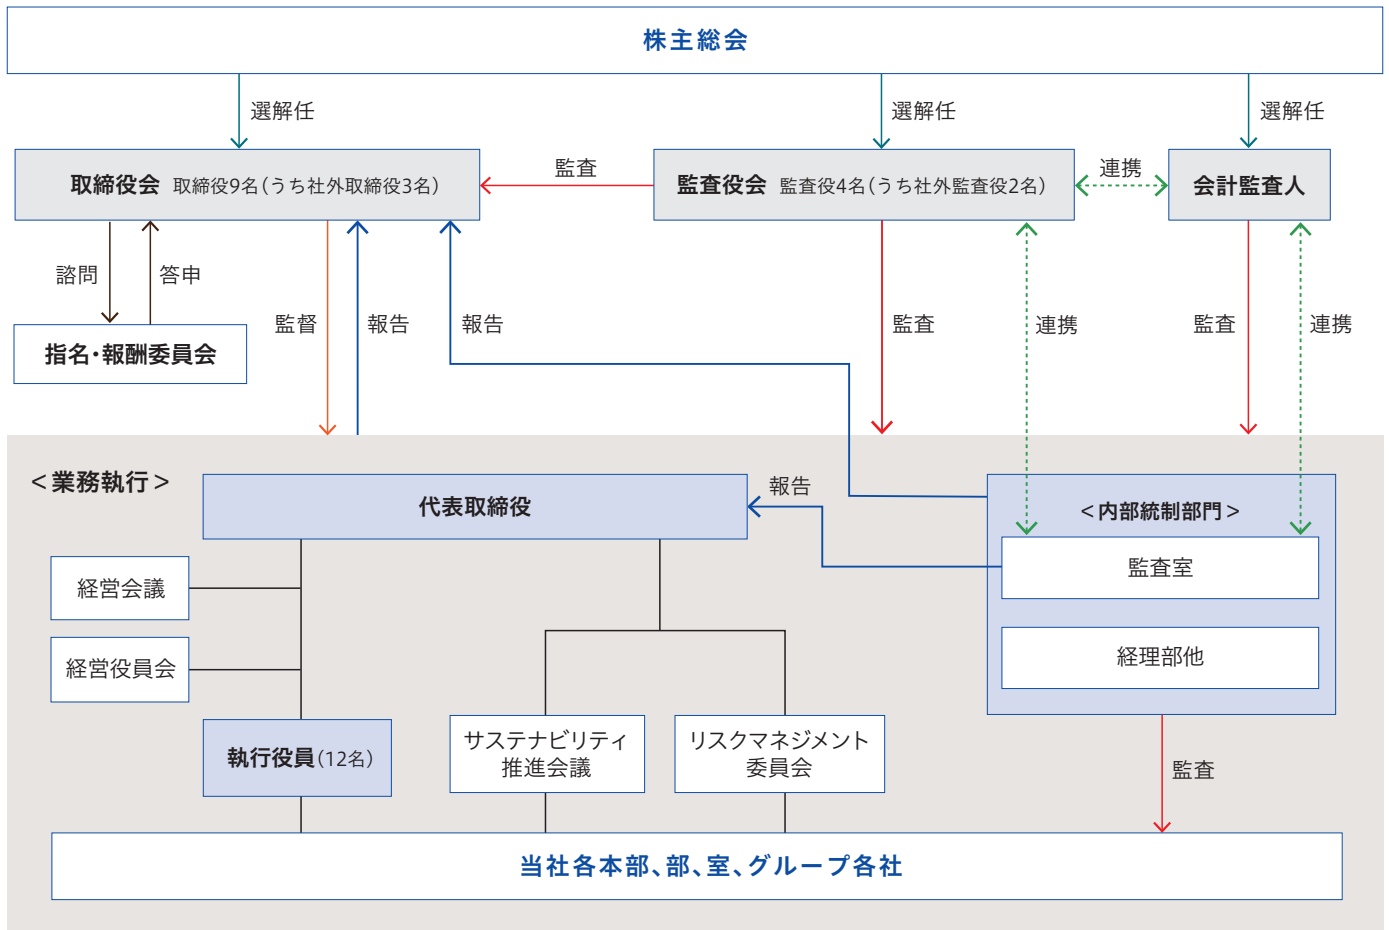 株主総会
選解任
選解任
選解任
取締役会 取締役9名(うち社外取締役3名)
監査
監査役会 監査役4名(うち社外監査役2名)
連携
会計監査人
諮問
答申
監督
報告
報告
監査
連携
監査
連携
指名・報酬委員会
<業務執行>
代表取締役
報告
<内部統制部門>
監査室
経理部他
経営会議
経営役員会
執行役員(12名)
サステナビリティ
推進会議
リスクマネジメント
委員会
監査
当社各本部、部、室、グループ各社